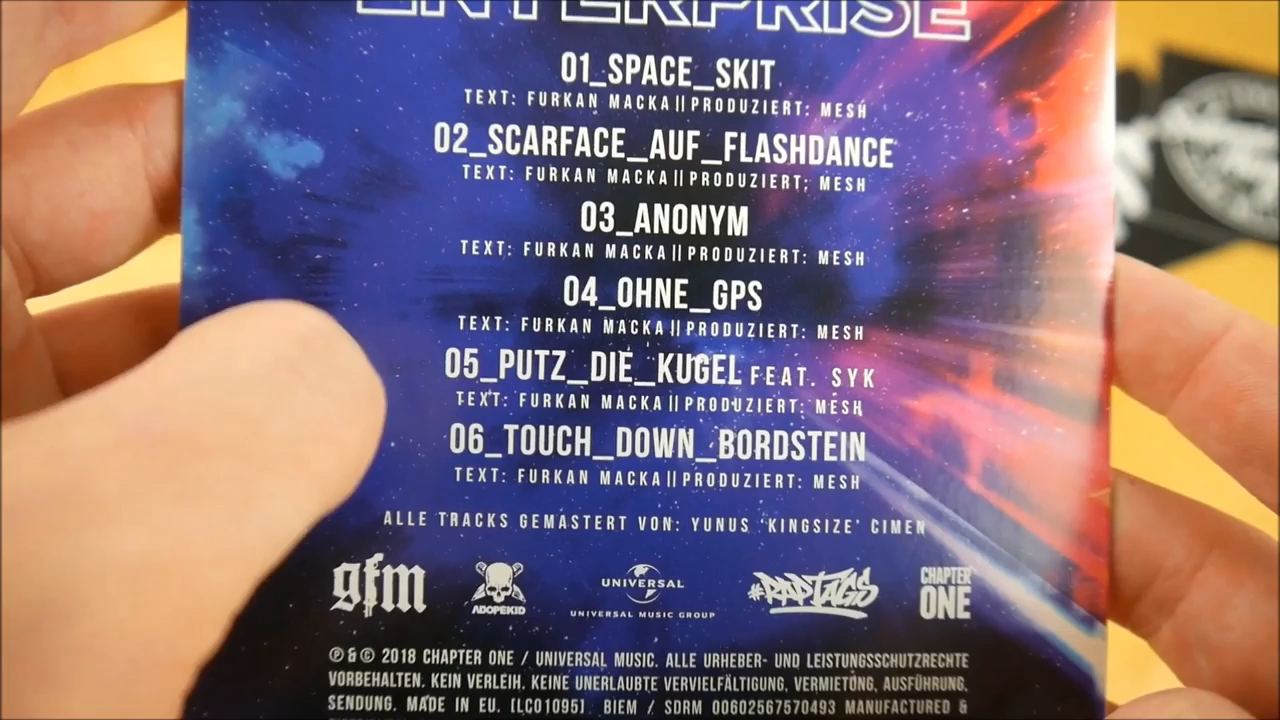 ENTERPRISE
01_SPACE_SKIT
TEXT: FURKAN MACKA||PRODUZIERT: MESH
02_SCARFACE_AUF_FLASHDANCE
TEXT: FURKAN MACKA||PRODUZIERT: MESH
03_ANONYM
TEXT: FURKAN MACKA||PRODUZIERT: MESH
04_OHNE_GPS
TEXT: FURKAN MACKA||PRODUZIERT: MESH
05_PUTZ_DIE_KUGEL FEAT. SYK
TEXT: FURKAN MACKA||PRODUZIERT: MESH
06_TOUCH_DOWN_BORDSTEIN
TEXT: FURKAN MACKA||PRODUZIERT: MESH
ALLE TRACKS GEMASTERT VON: YUNUS 'KINGSIZE' CIMEN
gfm
ADOPEKID
UNIVERSAL
UNIVERSAL MUSIC GROUP
#RAPTAGS
CHAPTER
ONE
℗ & © 2018 CHAPTER ONE / UNIVERSAL MUSIC. ALLE URHEBER- UND LEISTUNGSSCHUTZRECHTE
VORBEHALTEN. KEIN VERLEIH. KEINE UNERLAUBTE VERVIELFÄLTIGUNG, VERMIETUNG, AUSFÜHRUNG,
SENDUNG. MADE IN EU. [LC01095]. BIEM / SDRM 00602567570493 MANUFACTURED &